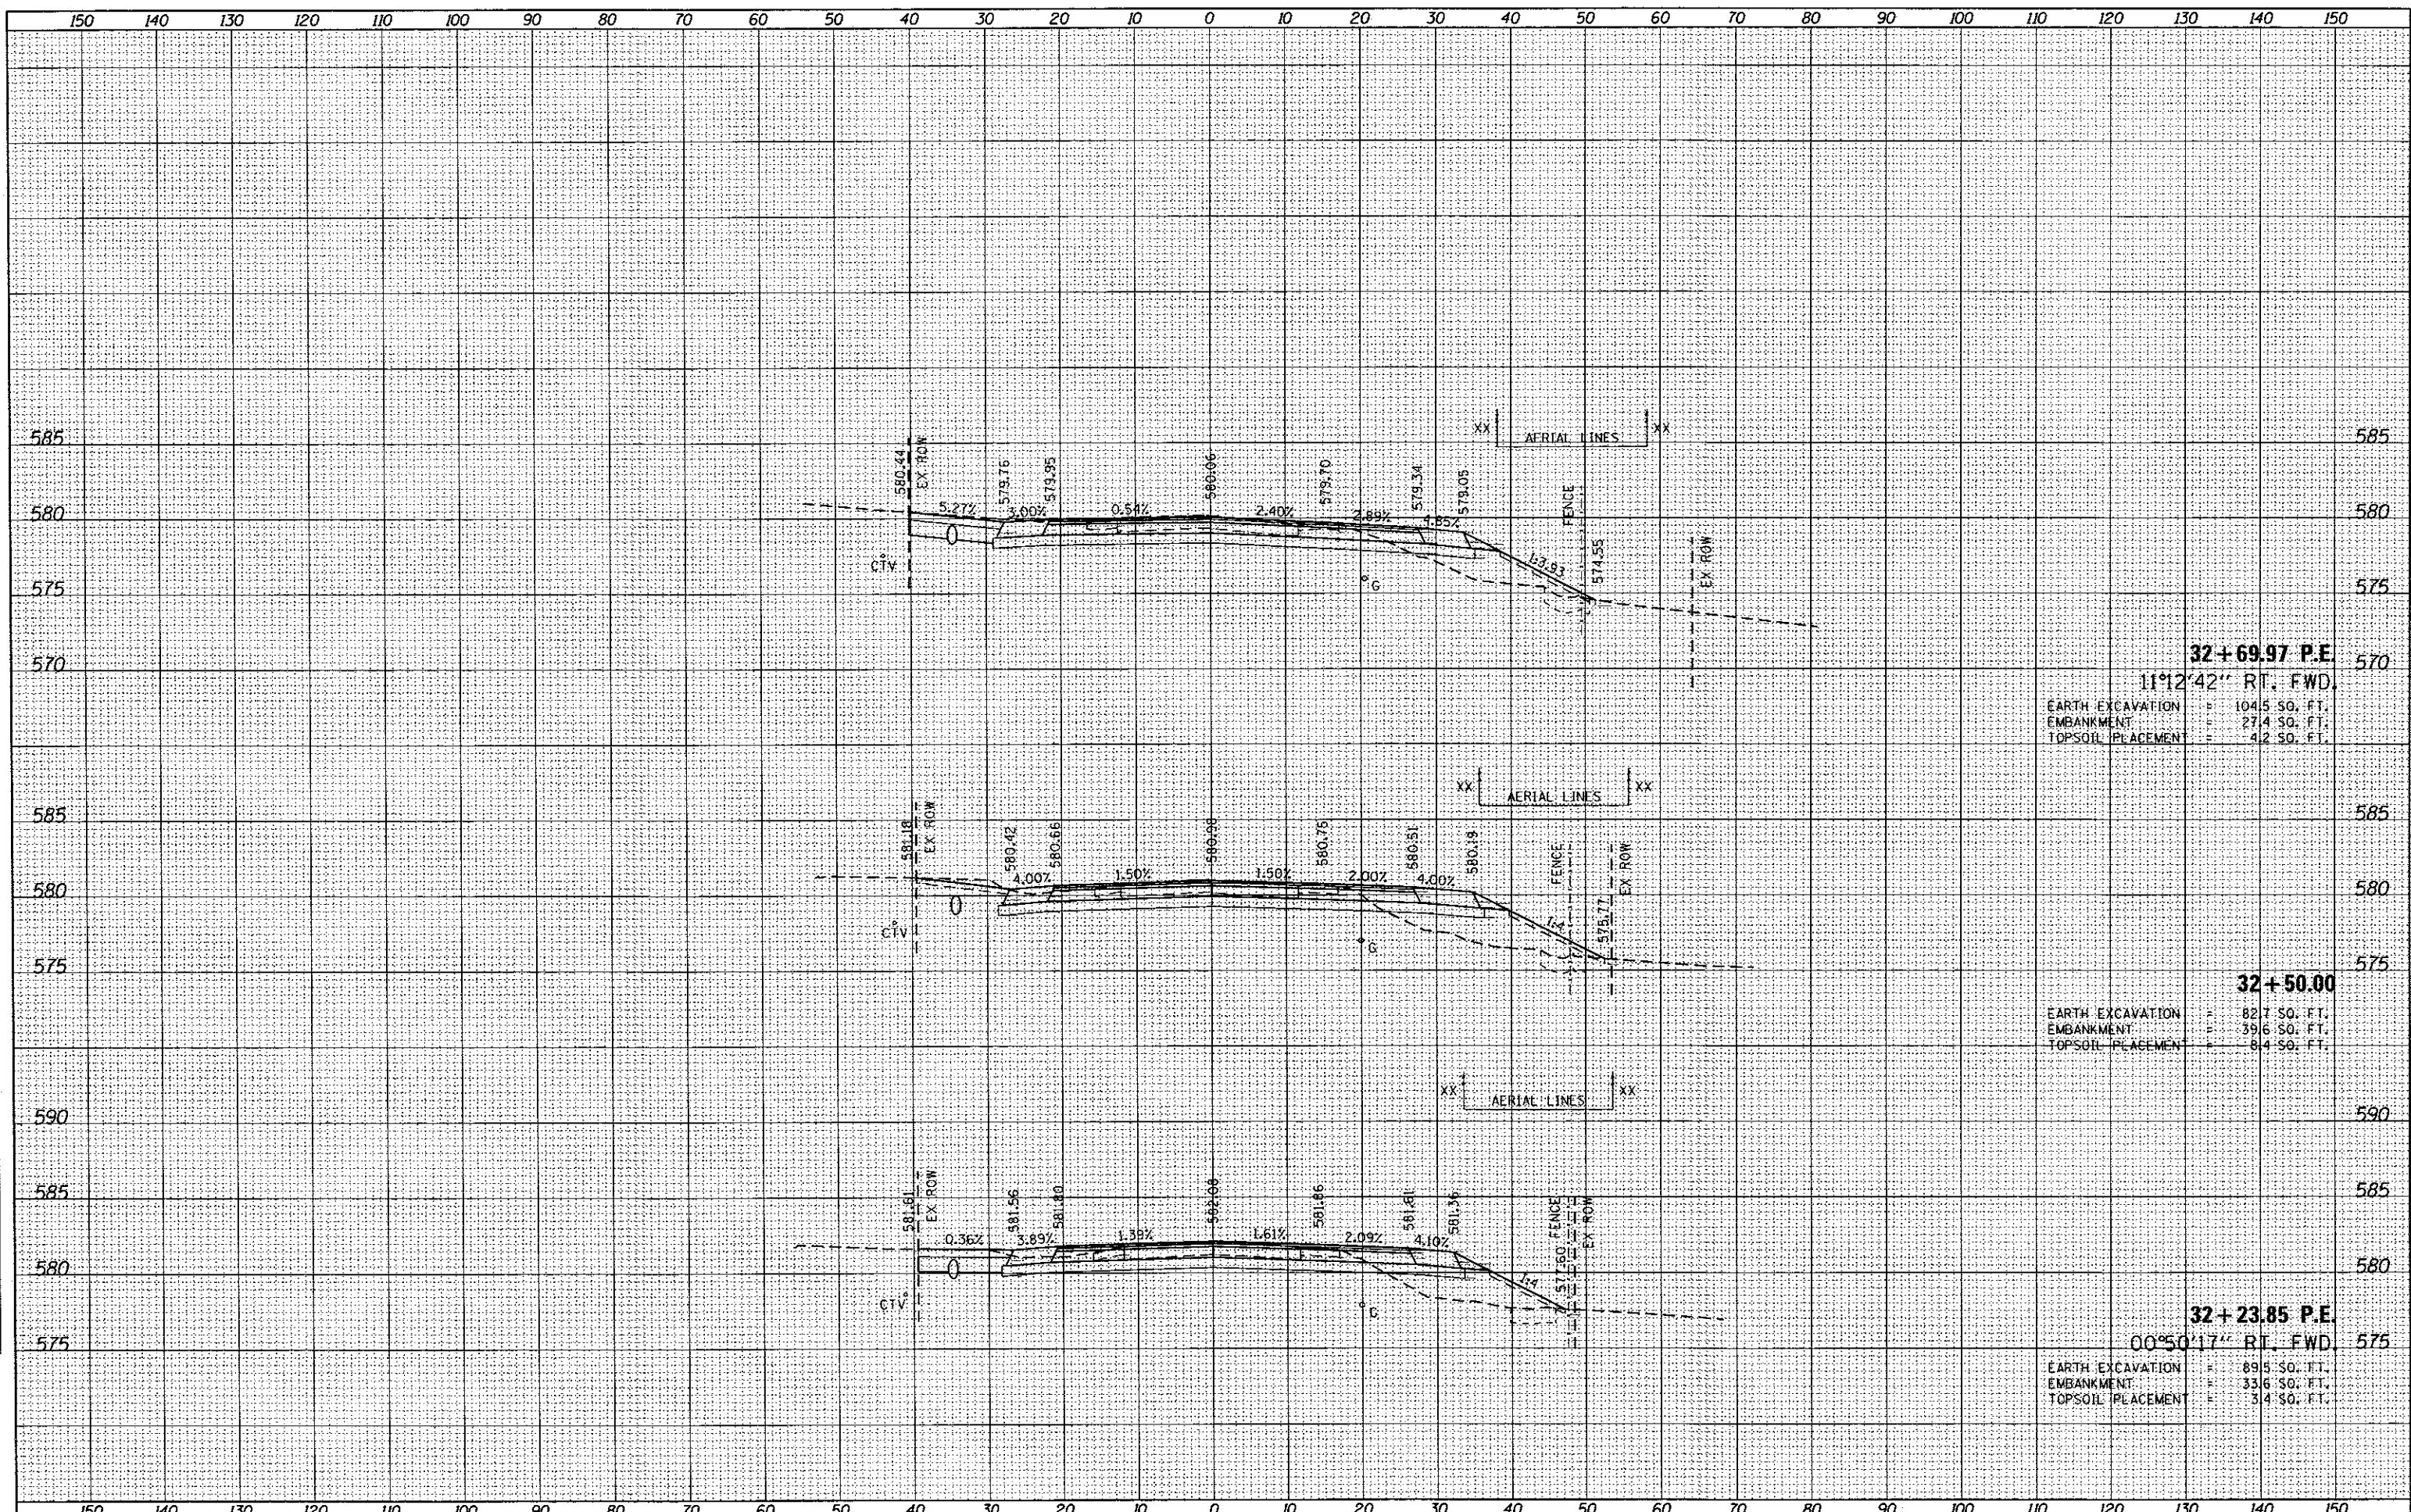 150 140 130 120 110 100 90 80 70 60 50 40 30 20 10 0 10 20 30 40 50 60 70 80 90 100 110 120 130 140 150
XX AERIAL LINES XX
585 585
580.44 EX ROW 579.76 579.95 580.06 579.70 579.34 579.05 FENCE 574.55 EX ROW
580 5.27% 3.00% 0.54% 2.40% 2.89% 4.85% 580
CTV G 1:3.93
575 575
32+69.97 P.E.
570 570
11°12'42" RT. FWD.
EARTH EXCAVATION = 104.5 SQ. FT.
EMBANKMENT = 27.4 SQ. FT.
TOPSOIL PLACEMENT = 4.2 SQ. FT.
XX AERIAL LINES XX
585 585
581.18 EX ROW 580.42 580.66 580.98 580.75 580.51 580.19 FENCE 575.77 EX ROW
580 4.00% 1.50% 1.50% 2.00% 4.00% 580
CTV G 1:4
575 575
32+50.00
EARTH EXCAVATION = 82.7 SQ. FT.
EMBANKMENT = 39.6 SQ. FT.
TOPSOIL PLACEMENT = 8.4 SQ. FT.
XX AERIAL LINES XX
590 590
585 585
581.61 EX ROW 581.56 581.80 582.08 581.86 581.61 581.36 577.60 FENCE EX ROW
0.36% 3.89% 1.39% 1.61% 2.09% 4.10%
580 580
CTV G 1:4
32+23.85 P.E.
575 00°50'17" RT. FWD. 575
EARTH EXCAVATION = 89.5 SQ. FT.
EMBANKMENT = 33.6 SQ. FT.
TOPSOIL PLACEMENT = 3.4 SQ. FT.
150 140 130 120 110 100 90 80 70 60 50 40 30 20 10 0 10 20 30 40 50 60 70 80 90 100 110 120 130 140 150